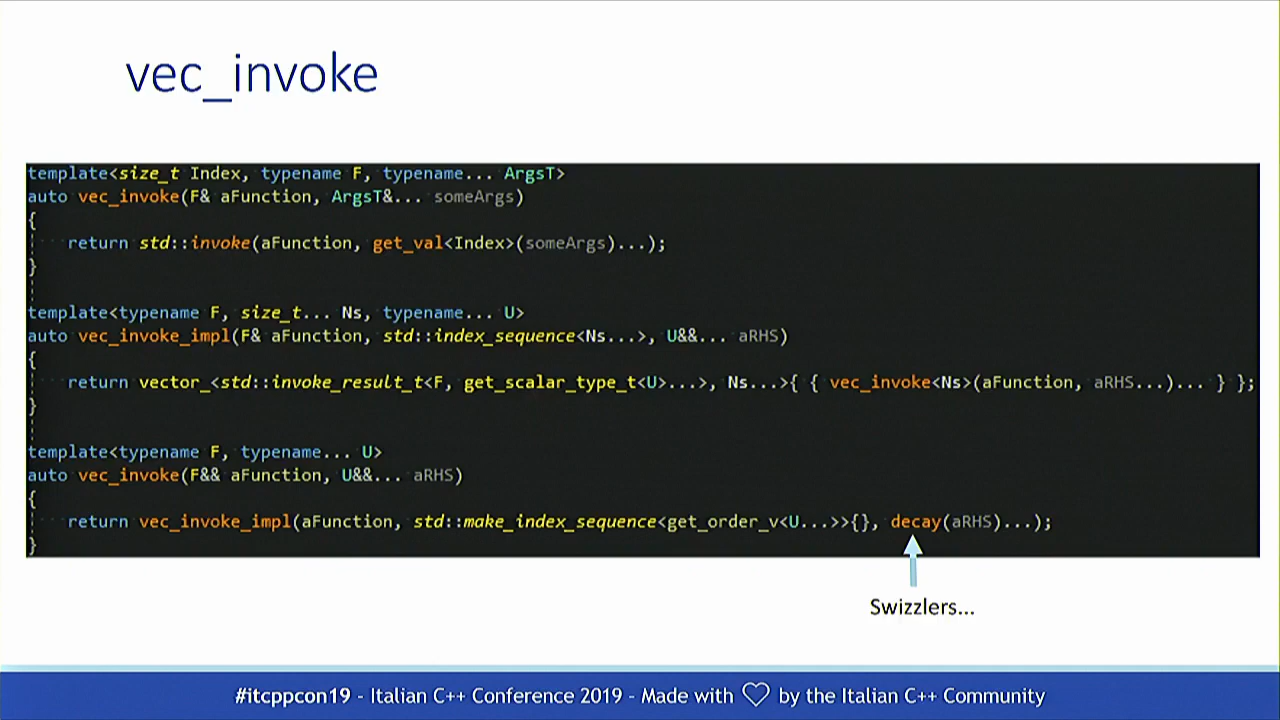 vec_invoke
template<size_t Index, typename F, typename... ArgsT>
auto vec_invoke(F& aFunction, ArgsT&... someArgs)
{
return std::invoke(aFunction, get_val<Index>(someArgs)...);
}
template<typename F, size_t... Ns, typename... U>
auto vec_invoke_impl(F& aFunction, std::index_sequence<Ns...>, U&&... aRHS)
{
return vector_<std::invoke_result_t<F, get_scalar_type_t<U>...>, Ns...>{ { vec_invoke<Ns>(aFunction, aRHS...)... } };
}
template<typename F, typename... U>
auto vec_invoke(F&& aFunction, U&&... aRHS)
{
return vec_invoke_impl(aFunction, std::make_index_sequence<get_order_v<U...>>{}, decay(aRHS)...);
}
Swizzlers...
#itcppcon19 - Italian C++ Conference 2019 - Made with ♡ by the Italian C++ Community